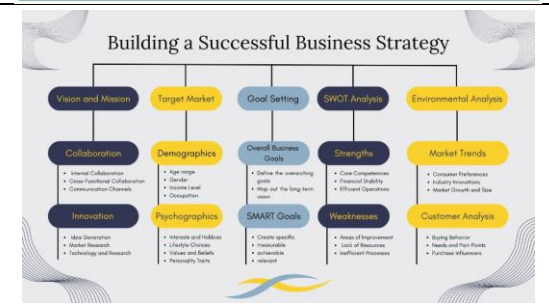 Building a Successful Business Strategy
Vision and Mission
Target Market
Goal Setting
SWOT Analysis
Environmental Analysis
Collaboration
• Internal Collaboration
• Cross-Functional Collaboration
• Communication Channels
Demographics
• Age range
• Gender
• Income Level
• Occupation
Overall Business
Goals
• Define the overarching
goals
• Map out the long-term
vision
Strengths
• Core Competencies
• Financial Stability
• Efficient Operations
Market Trends
• Consumer Preferences
• Industry Innovations
• Market Growth and Size
Innovation
• Idea Generation
• Market Research
• Technology and Research
Psychographics
• Interests and Hobbies
• Lifestyle Choices
• Values and Beliefs
• Personality Traits
SMART Goals
• Create specific
• measurable
• achievable
• relevant
Weaknesses
• Areas of Improvement
• Lack of Resources
• Inefficient Processes
Customer Analysis
• Buying Behavior
• Needs and Pain Points
• Purchase Influencers